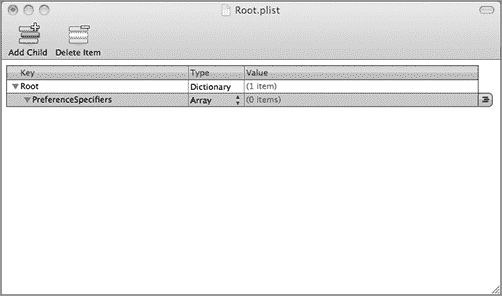 Root.plist
Add Child Delete Item
Key Type Value
Root Dictionary (1 item)
PreferenceSpecifiers Array (0 items)